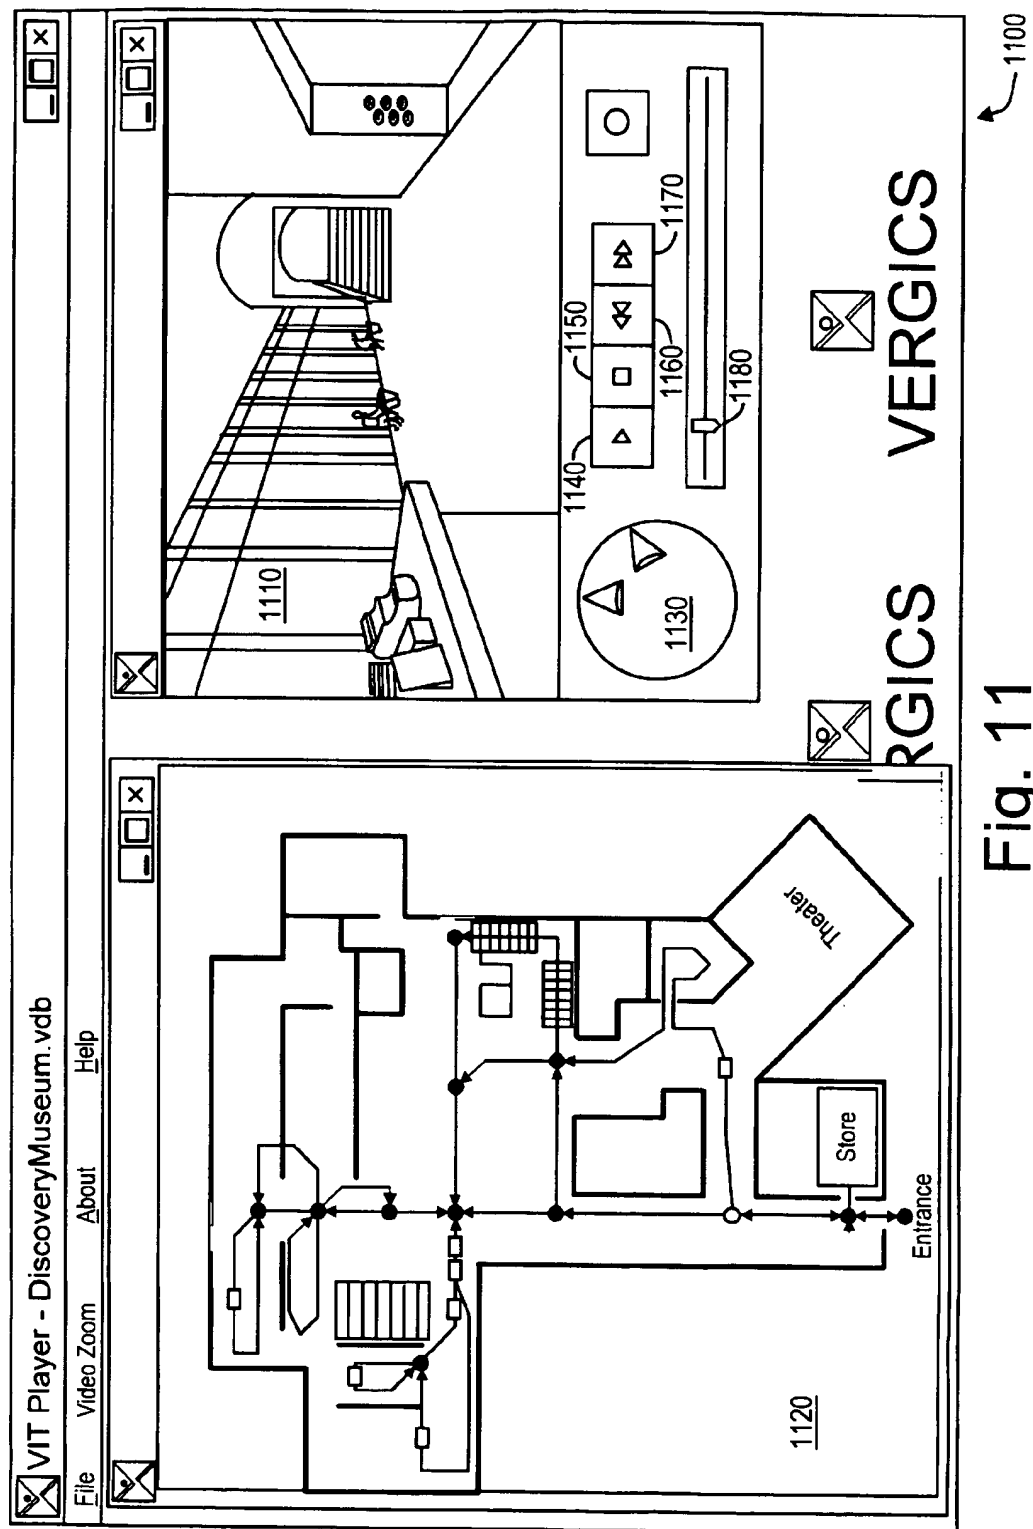 VIT Player - DiscoveryMuseum.vdb
File Video Zoom About Help
1120
Entrance
Store
Theater
1110
1130
1140
1150
1160
1170
1180
RGICS VERGICS
1100
Fig. 11